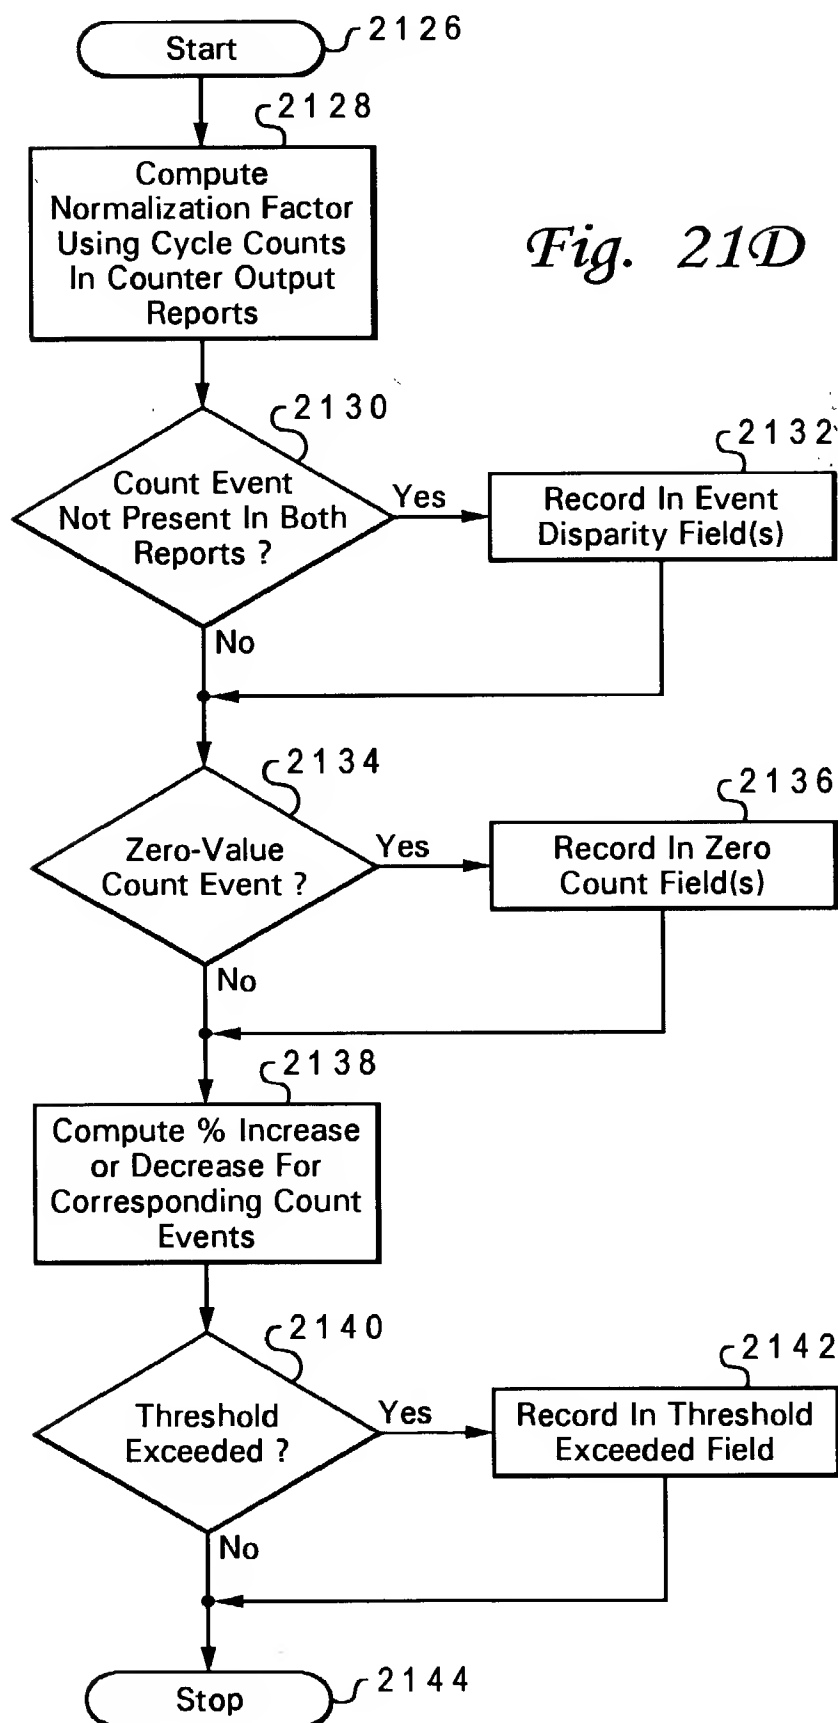 Start
2126
2128
Compute
Normalization Factor
Using Cycle Counts
In Counter Output
Reports
Fig. 21D
2130
Count Event
Not Present In Both
Reports ?
Yes
No
2132
Record In Event
Disparity Field(s)
2134
Zero-Value
Count Event ?
Yes
No
2136
Record In Zero
Count Field(s)
2138
Compute % Increase
or Decrease For
Corresponding Count
Events
2140
Threshold
Exceeded ?
Yes
No
2142
Record In Threshold
Exceeded Field
Stop
2144